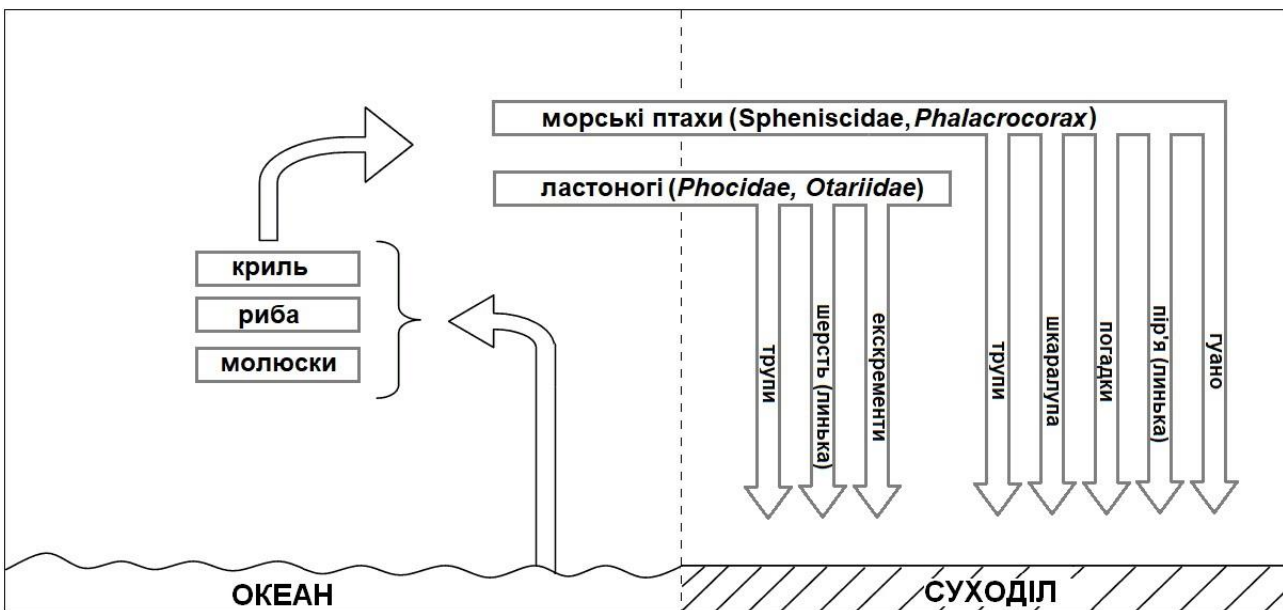 морські птахи (Spheniscidae, Phalacrocorax)
ластоногі (Phocidae, Otariidae)
криль
риба
молюски
трупи
шерсть (линька)
екскременти
трупи
шкаралупа
погадки
пір'я (линька)
гуано
ОКЕАН
СУХОДІЛ